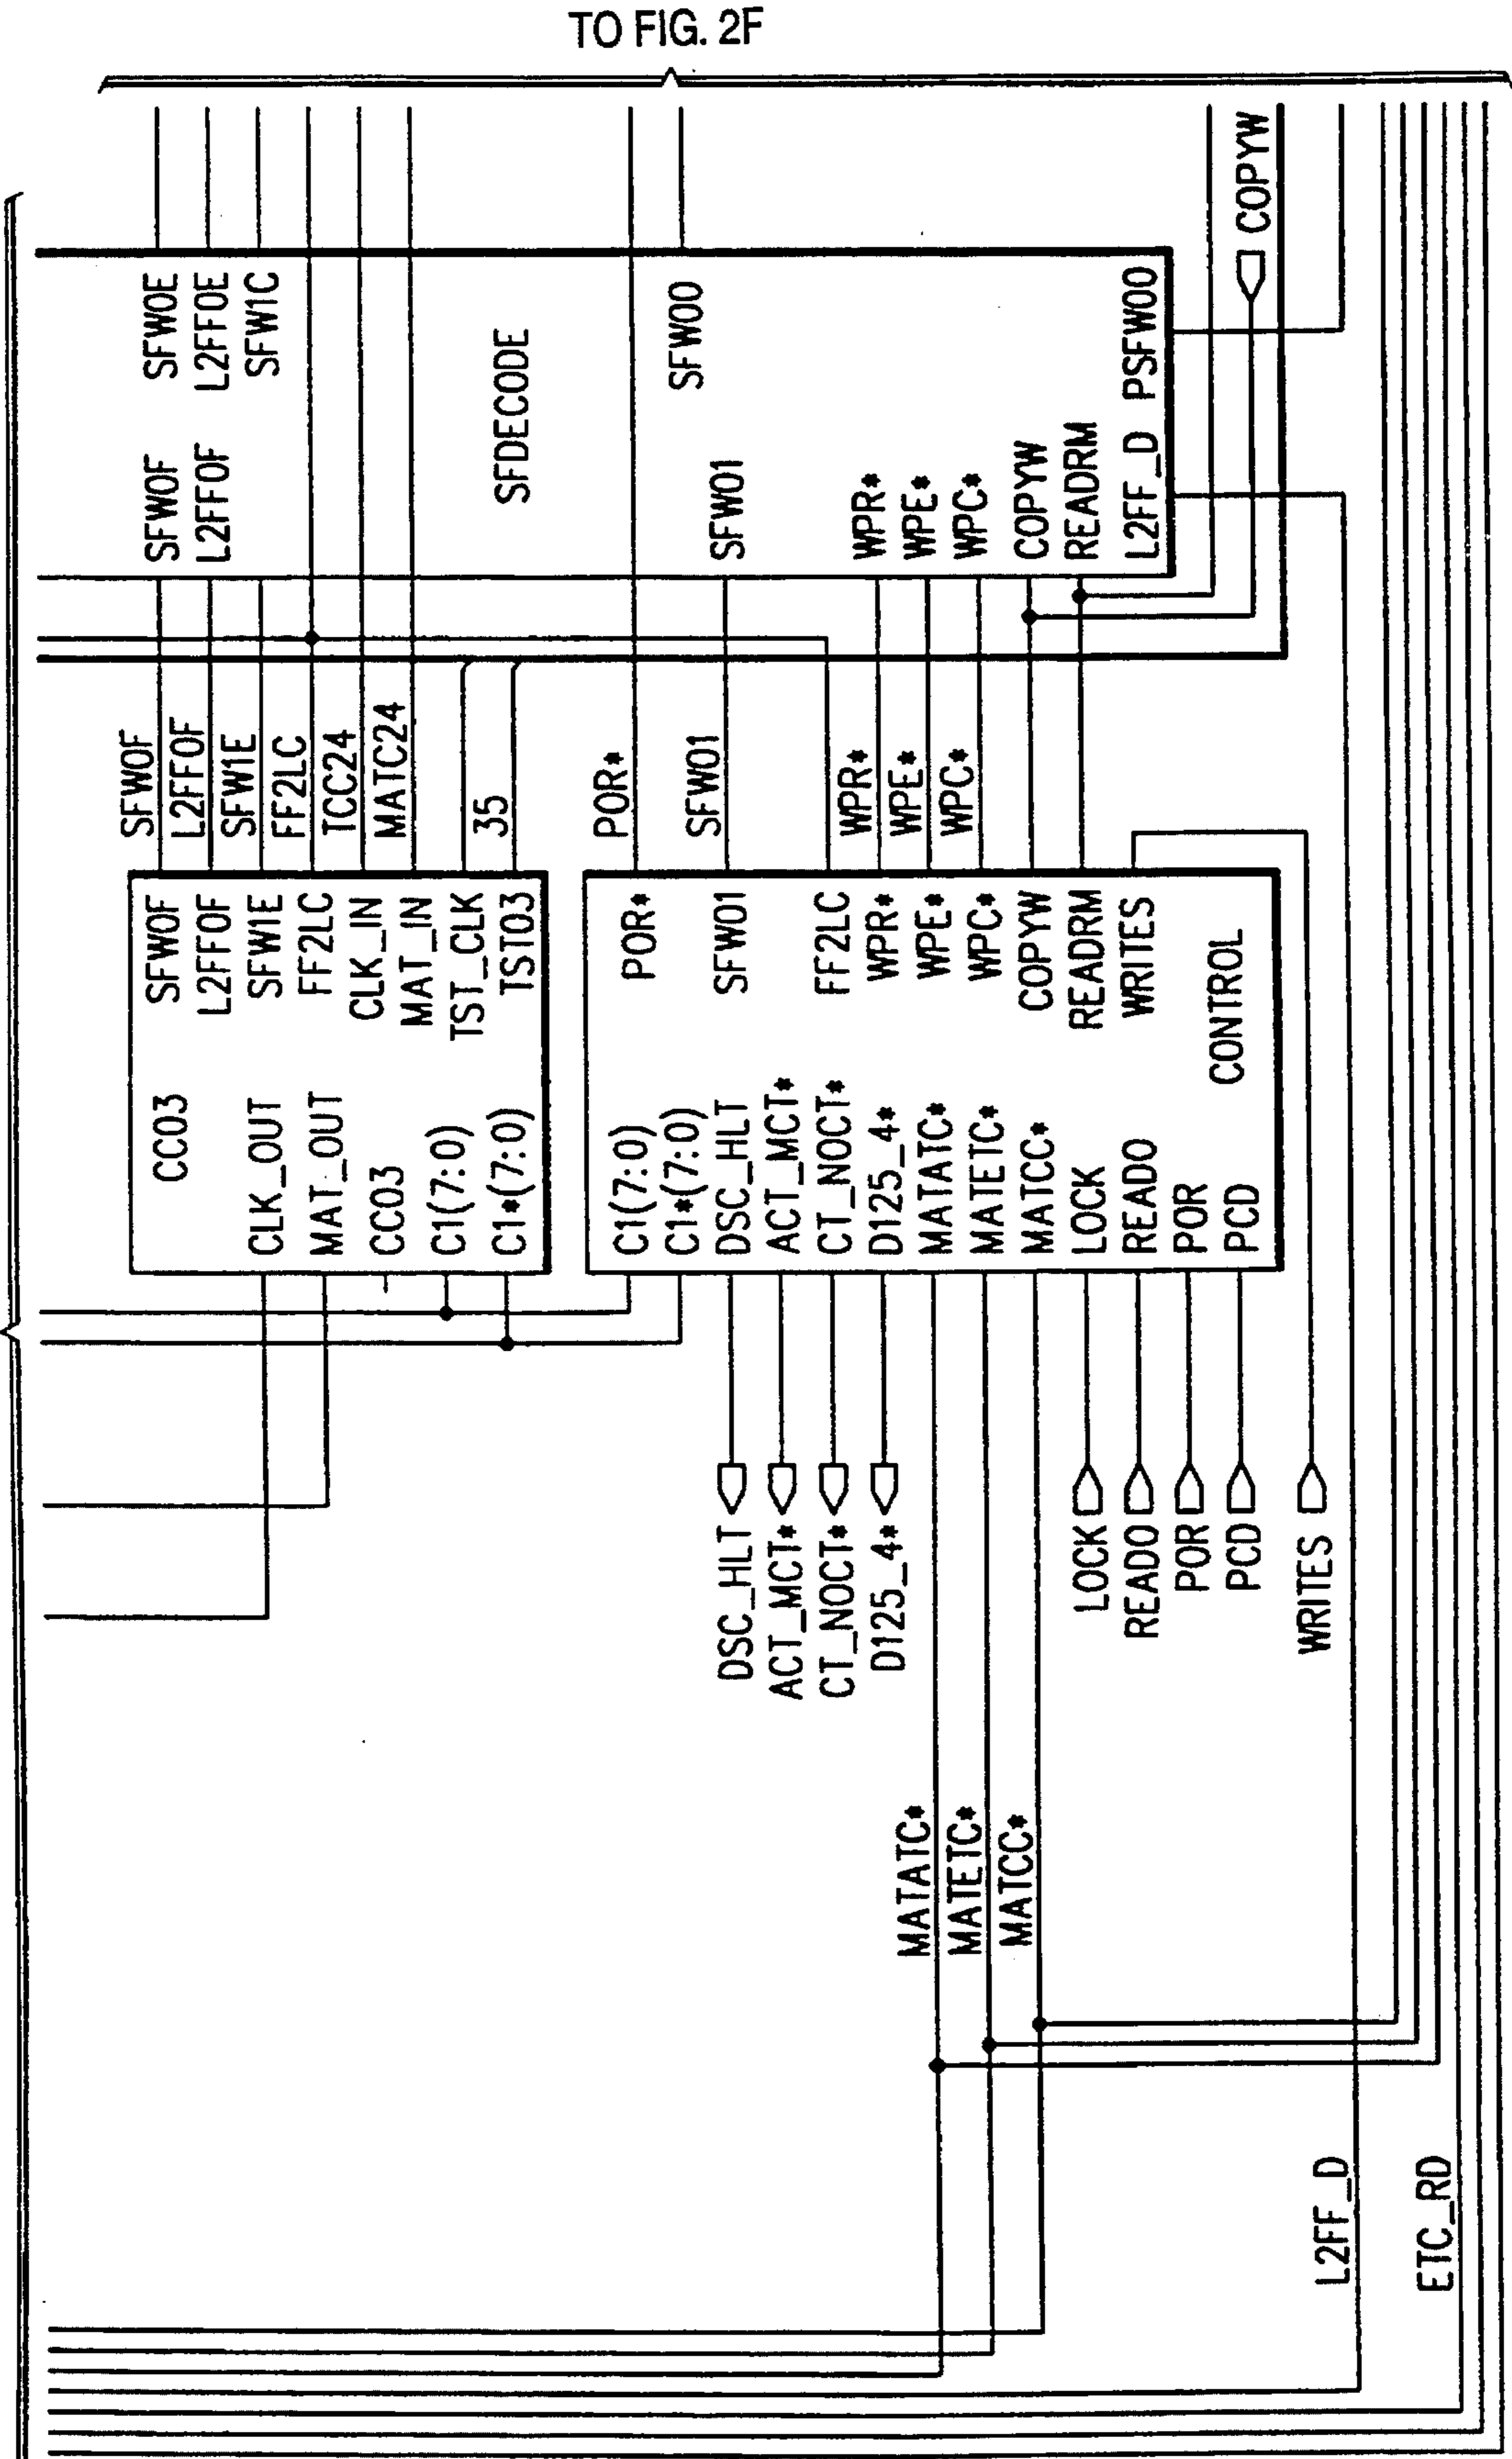 TO FIG. 2F
SFW0F
SFW0E
L2FF0F
L2FF0E
SFW1C
SFDECODE
SFW00
SFW01
WPR*
WPE*
WPC*
COPYW
READRM
L2FF_D
PSFW00
COPYW
SFW0F
L2FF0F
SFW1E
FF2LC
TCC24
MATC24
35
POR*
SFW01
WPR*
WPE*
WPC*
CC03
SFW0F
L2FF0F
CLK_OUT
SFW1E
MAT_OUT
FF2LC
CLK_IN
CC03
MAT_IN
C1(7:0)
TST_CLK
C1*(7:0)
TST03
C1(7:0)
POR*
C1*(7:0)
DSC_HLT
SFW01
ACT_MCT*
CT_NOCT*
FF2LC
D125_4*
WPR*
MATATC*
WPE*
MATETC*
WPC*
MATCC*
COPYW
LOCK
READRM
READO
WRITES
POR
CONTROL
PCD
DSC_HLT
ACT_MCT*
CT_NOCT*
D125_4*
LOCK
READO
POR
PCD
WRITES
MATATC*
MATETC*
MATCC*
L2FF_D
ETC_RD